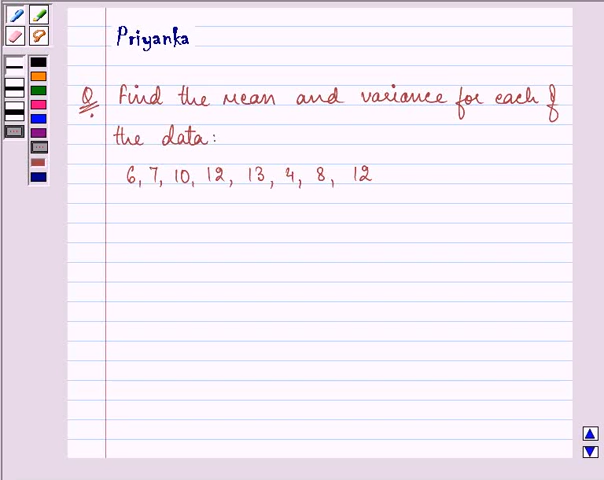 Priyanka
Q. Find the mean and variance for each of
the data:
6, 7, 10, 12, 13, 4, 8, 12